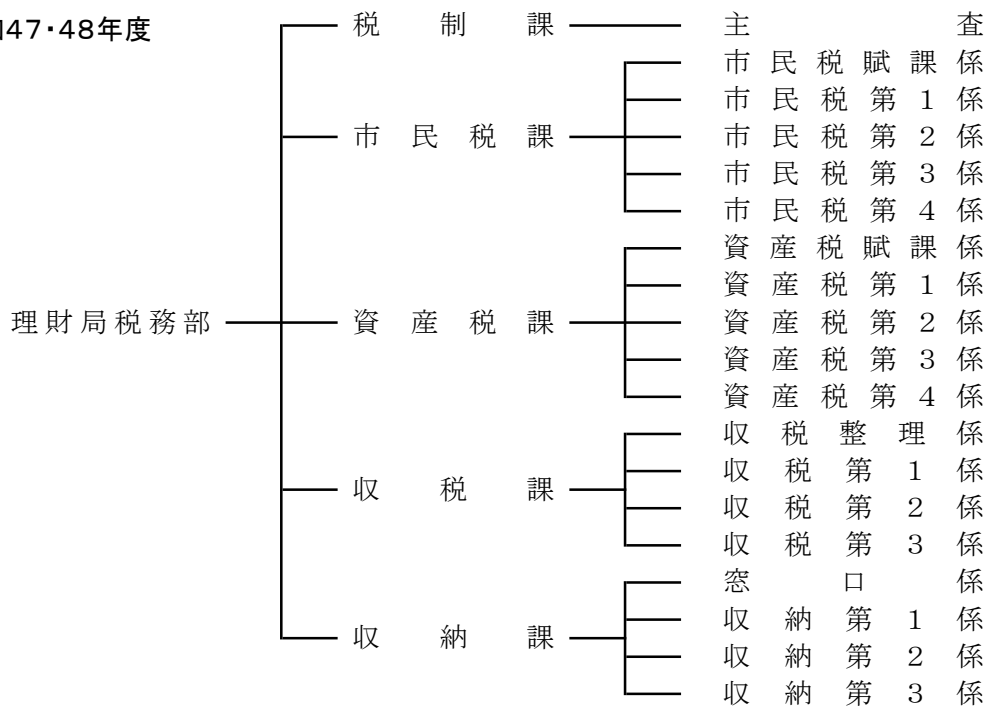 47・48年度
税制課 主査
市民税賦課係
市民税第1係
市民税課 市民税第2係
市民税第3係
市民税第4係
資産税賦課係
資産税第1係
理財局税務部 資産税課 資産税第2係
資産税第3係
資産税第4係
収税整理係
収税課 収税第1係
収税第2係
収税第3係
窓口係
収納課 収納第1係
収納第2係
収納第3係